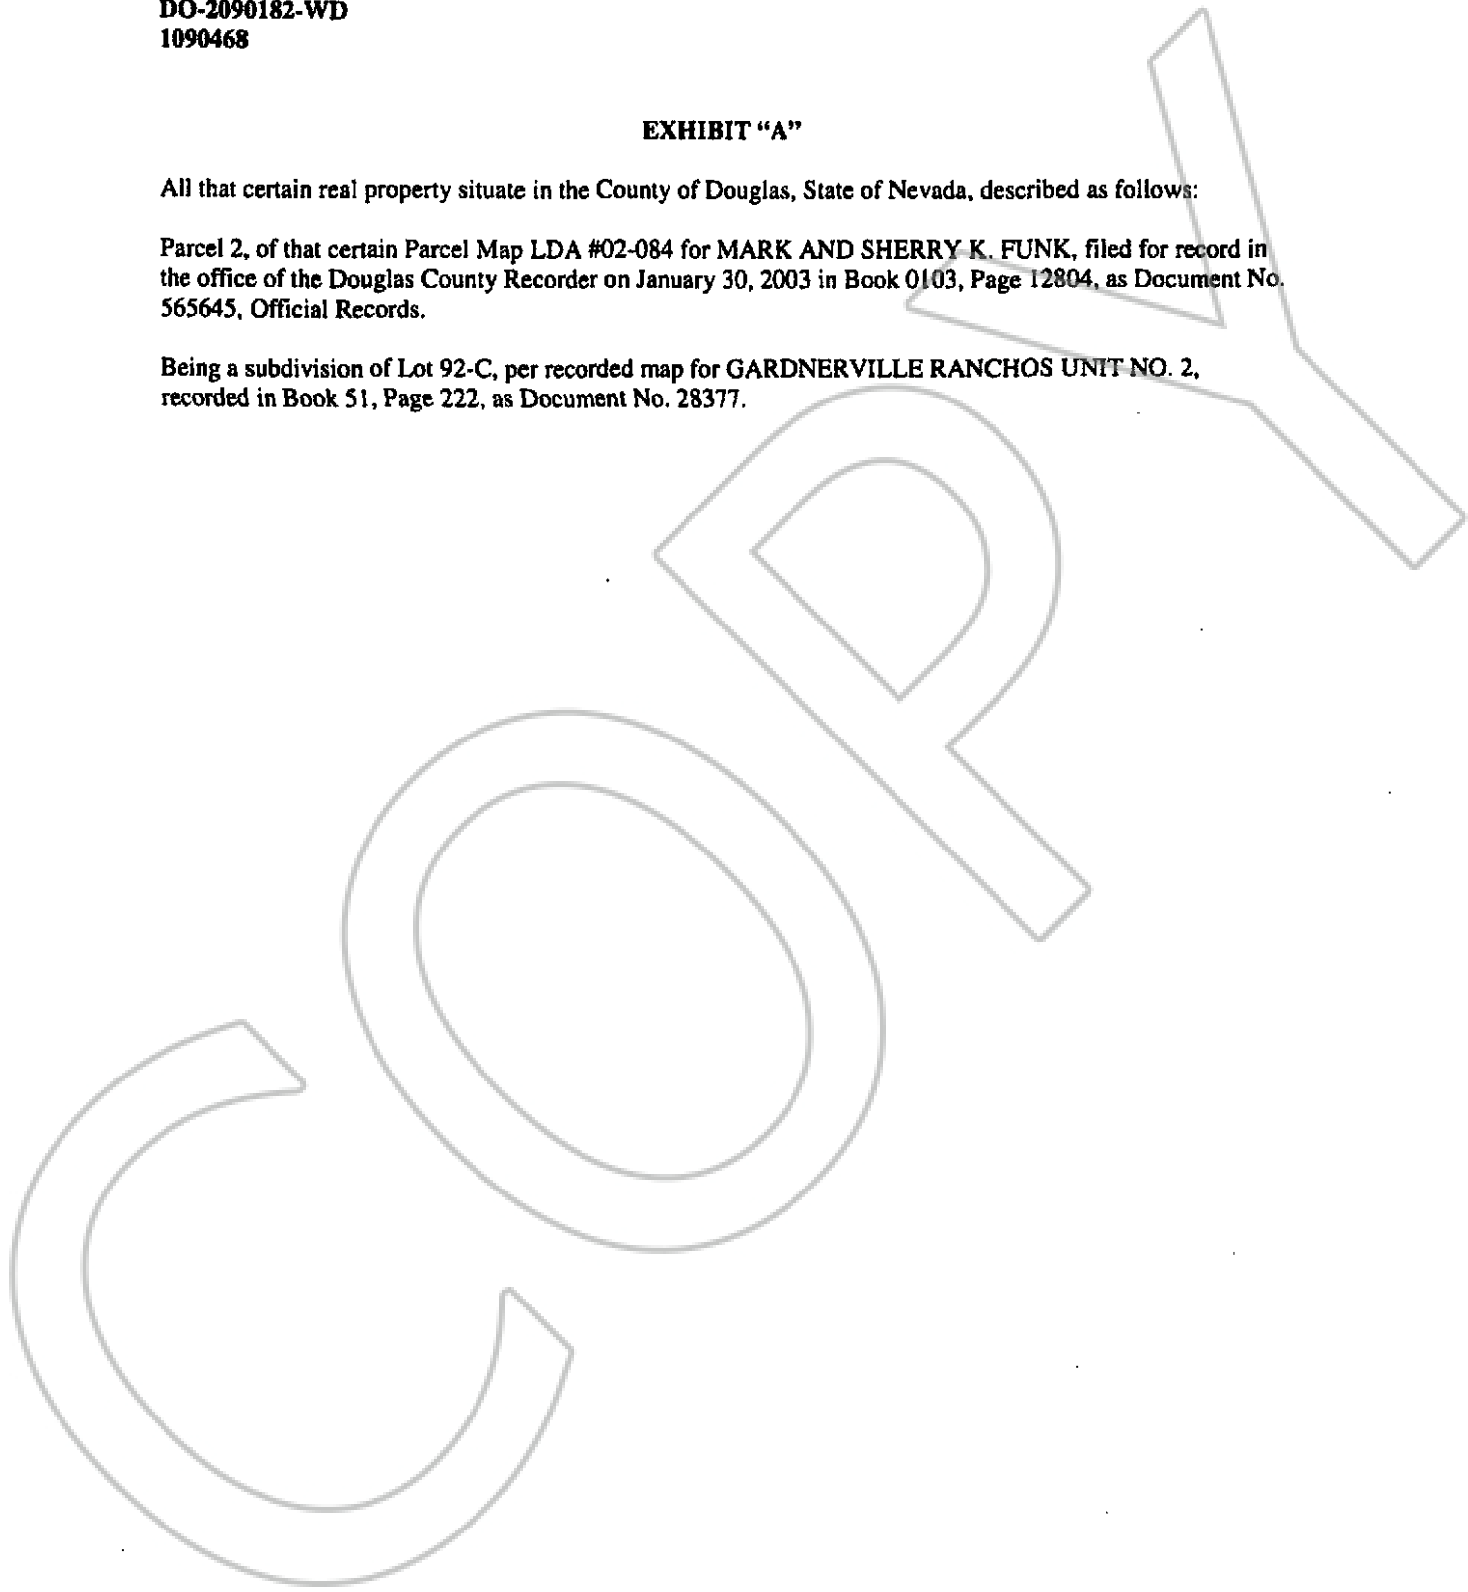 DO-2090182-WD
1090468
EXHIBIT “A”
All that certain real property situate in the County of Douglas, State of Nevada, described as follows:
Parcel 2, of that certain Parcel Map LDA #02-084 for MARK AND SHERRY K. FUNK, filed for record in
the office of the Douglas County Recorder on January 30, 2003 in Book 0103, Page 12804, as Document No.
565645, Official Records.
Being a subdivision of Lot 92-C, per recorded map for GARDNERVILLE RANCHOS UNIT NO. 2,
recorded in Book 51, Page 222, as Document No. 28377.
COPY